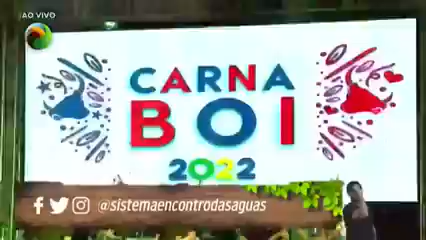 AO VIVO
CARNA
BOI
2022
@sistemaencontrodasaguas